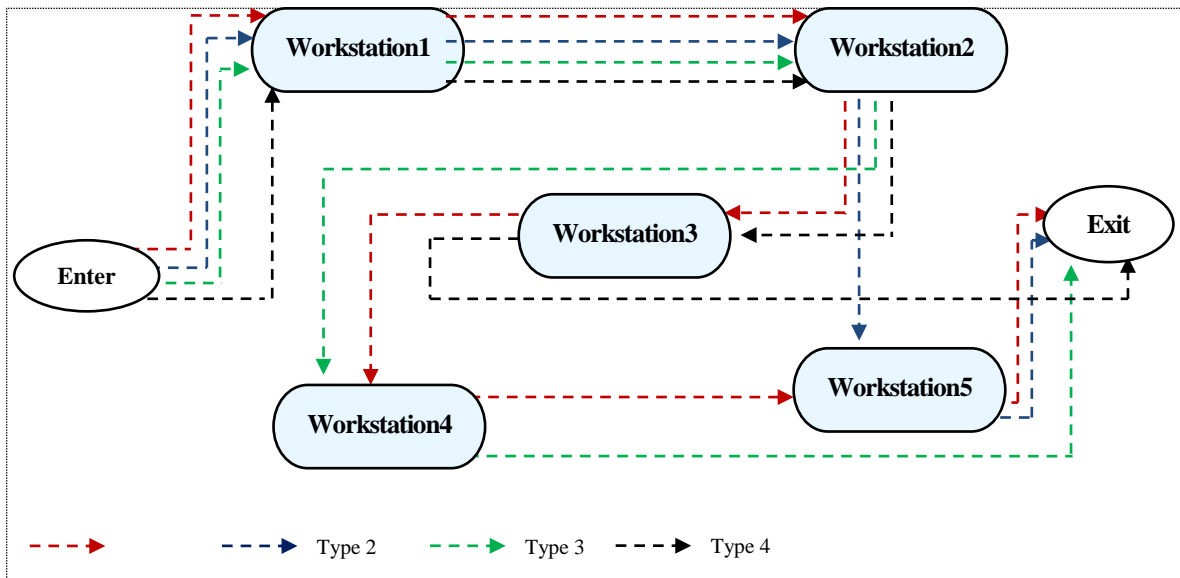 Workstation1
Workstation2
Workstation3
Exit
Enter
Workstation5
Workstation4
Type 2
Type 3
Type 4